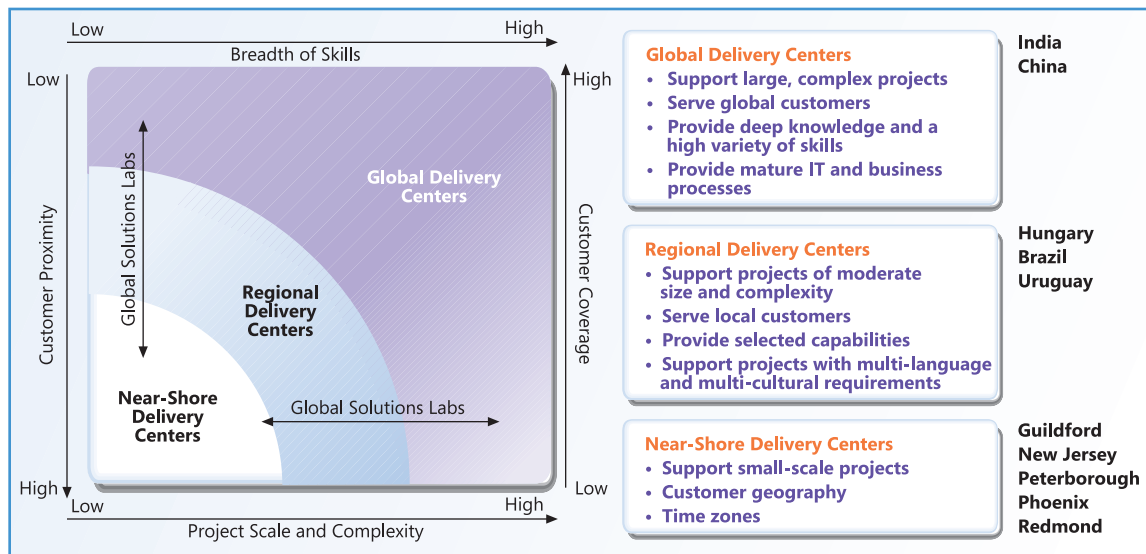 Low
High
Breadth of Skills
Low
High
Customer Proximity
High
Low
Customer Coverage
Global Solutions Labs
Global Delivery
Centers
Regional
Delivery
Centers
Near-Shore
Delivery
Centers
Global Solutions Labs
Low
High
Project Scale and Complexity
Global Delivery Centers
• Support large, complex projects
• Serve global customers
• Provide deep knowledge and a
high variety of skills
• Provide mature IT and business
processes
India
China
Regional Delivery Centers
• Support projects of moderate
size and complexity
• Serve local customers
• Provide selected capabilities
• Support projects with multi-language
and multi-cultural requirements
Hungary
Brazil
Uruguay
Near-Shore Delivery Centers
• Support small-scale projects
• Customer geography
• Time zones
Guildford
New Jersey
Peterborough
Phoenix
Redmond